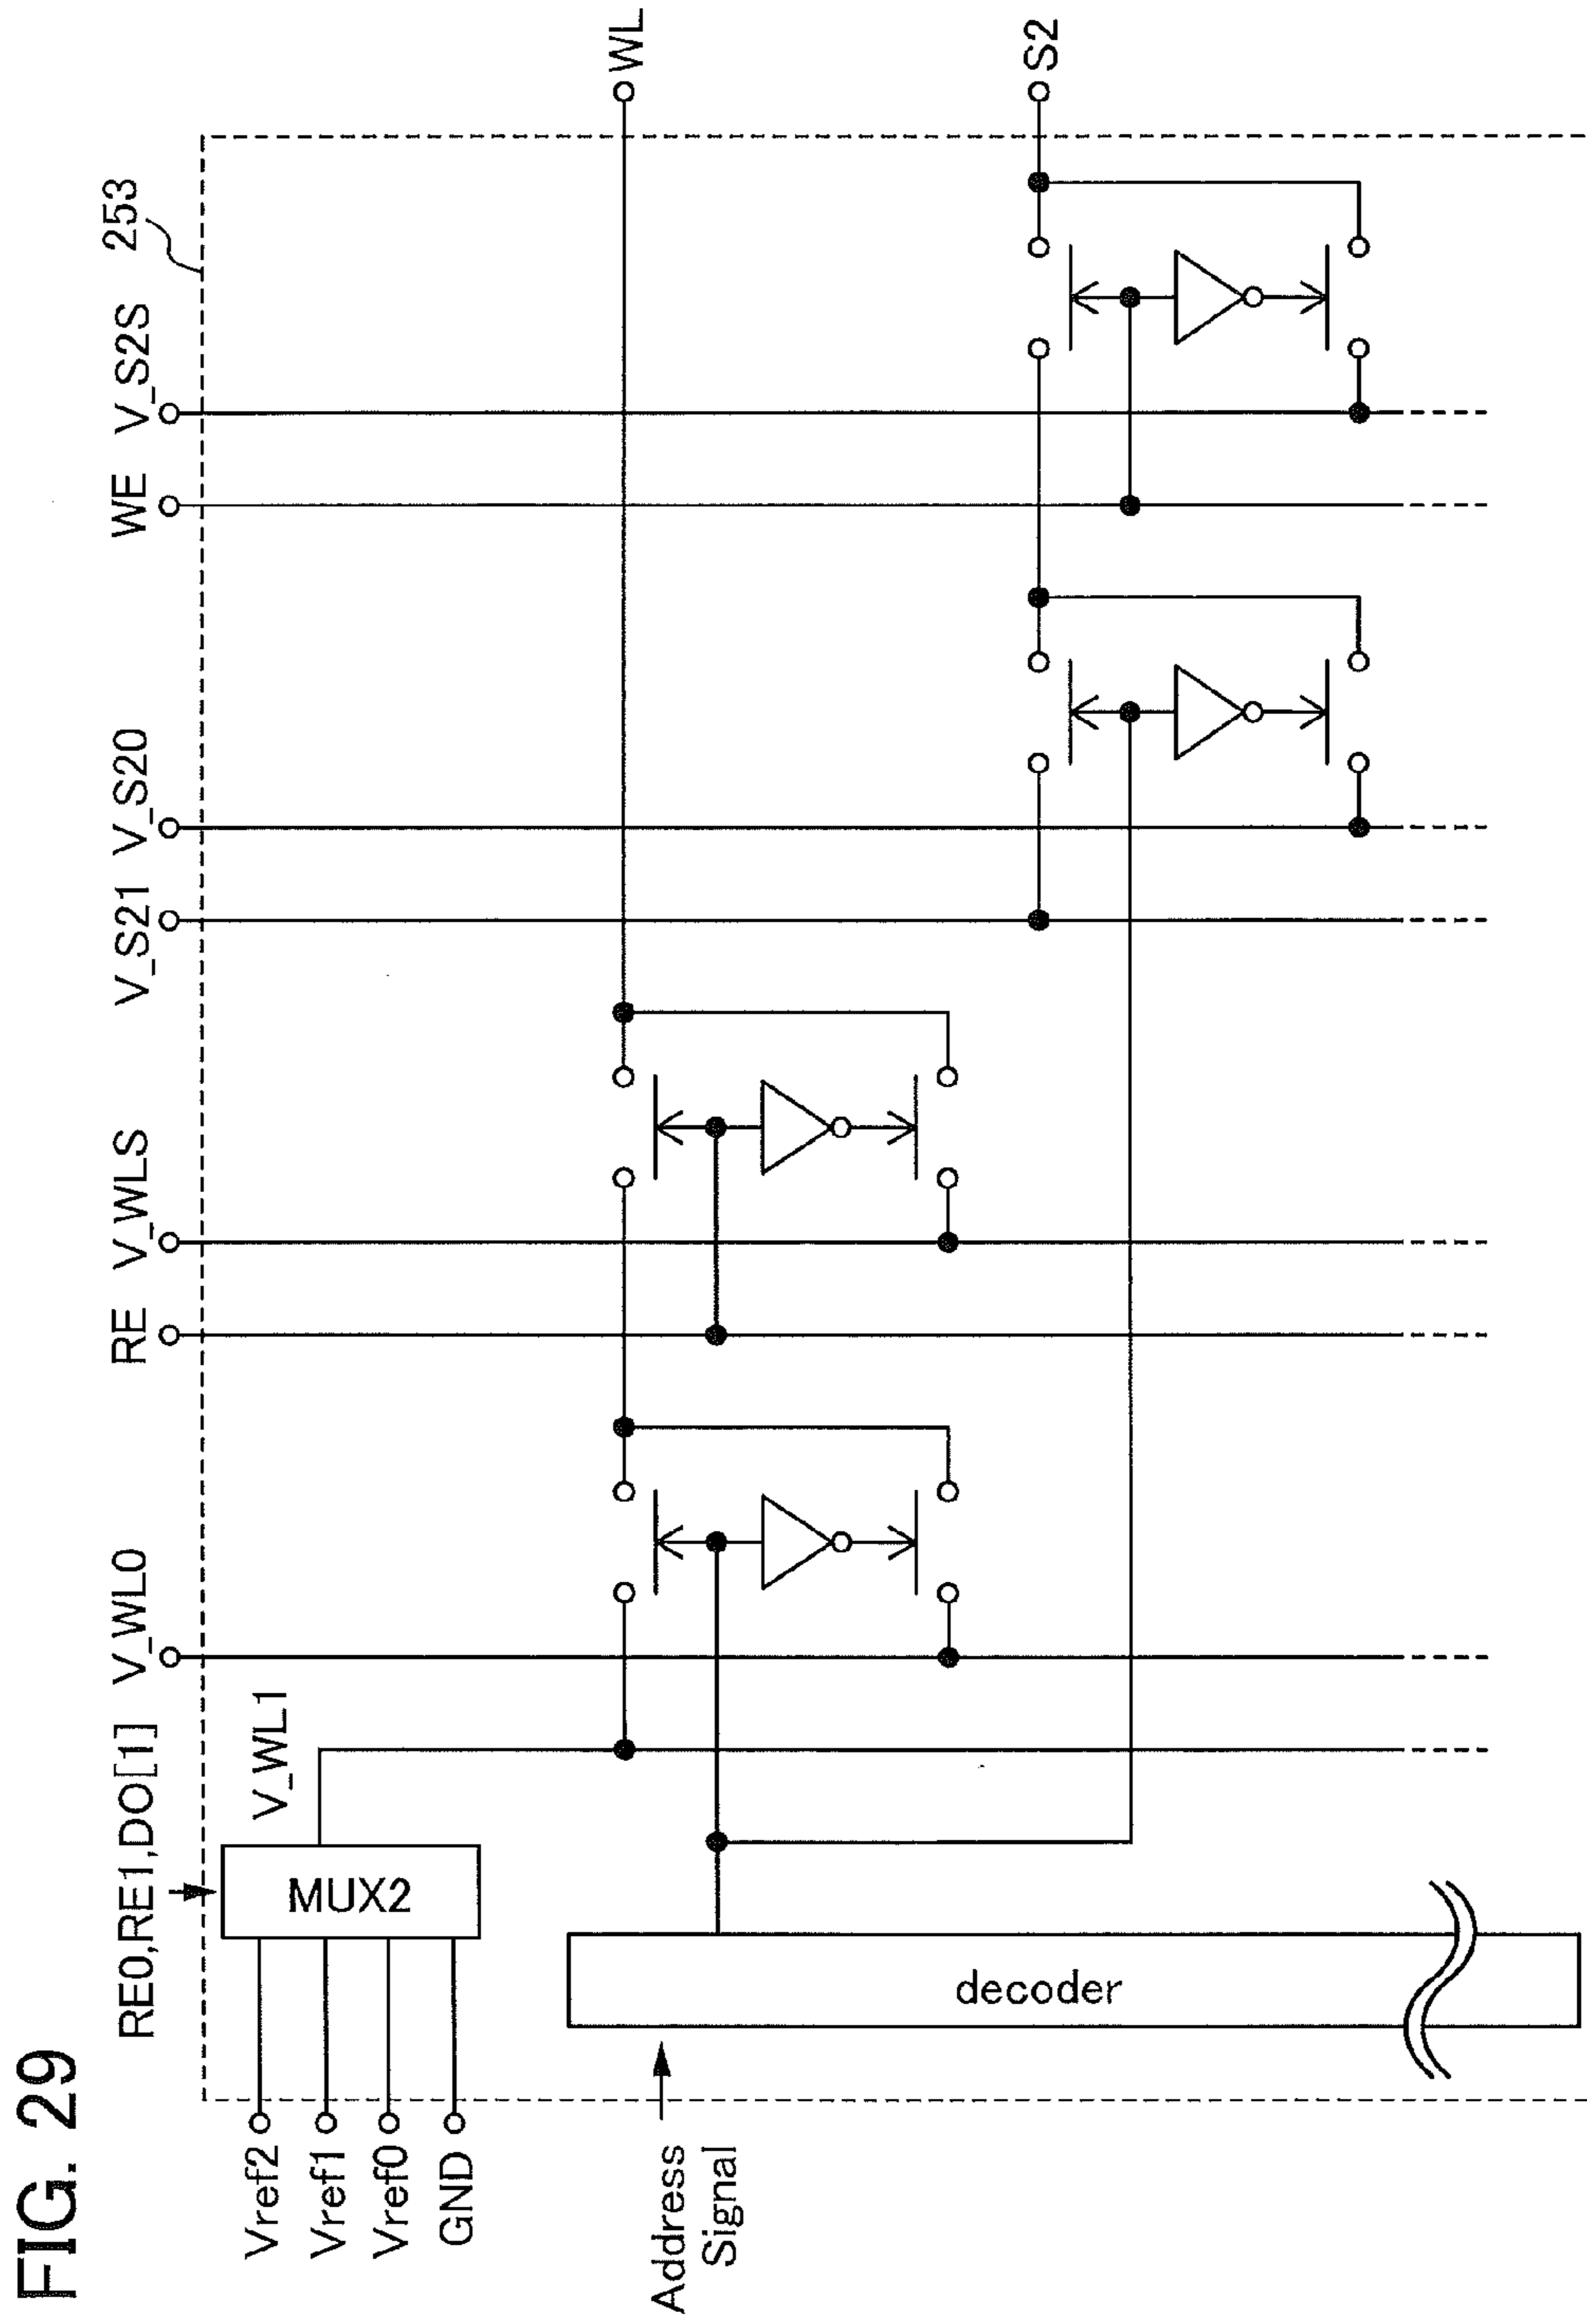 FIG. 29
Vref2
Vref1
Vref0
GND
Address
Signal
RE0,RE1,DO[1]
MUX2
V_WL1
decoder
V_WL0
RE
V_WLS
V_S21
V_S20
WE
V_S2S
253
WL
S2